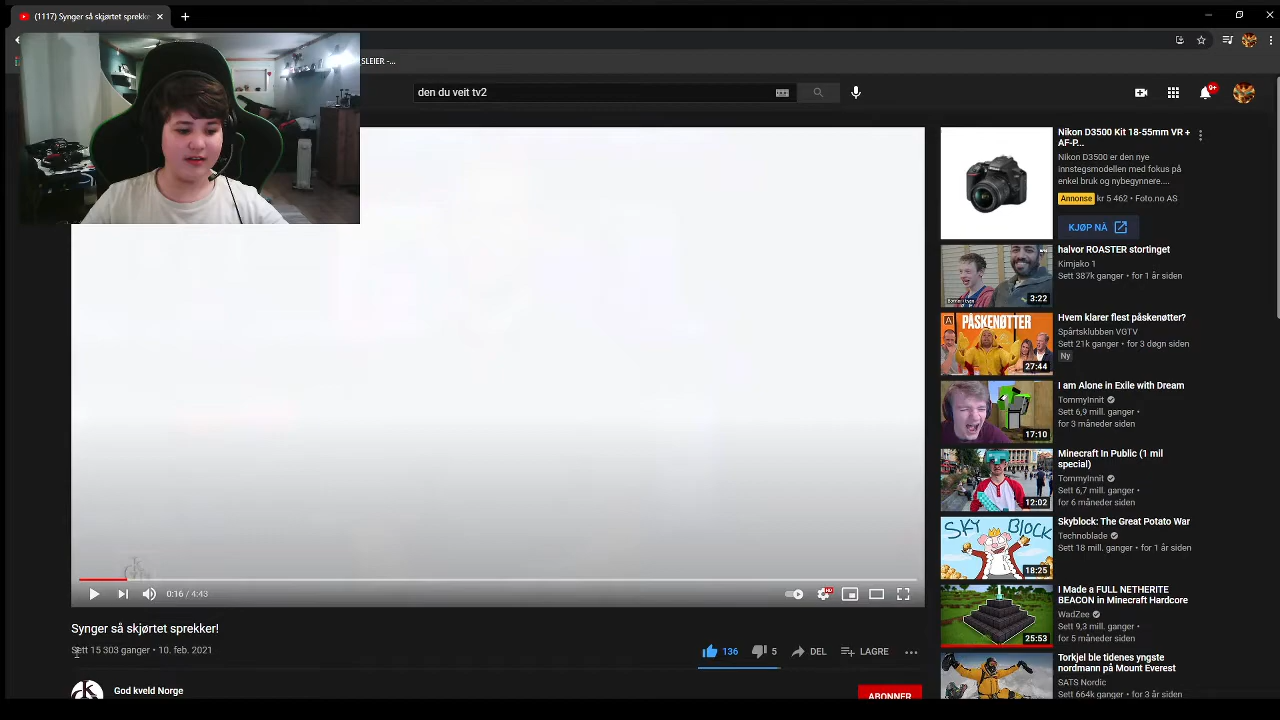 (1117) Synger så skjørtet sprekke
SLEIER -...
den du veit tv2
9+
Nikon D3500 Kit 18-55mm VR +
AF-P...
Nikon D3500 er den nye
innstegsmodellen med fokus på
enkel bruk og nybegynnere....
Annonse kr 5 462 • Foto.no AS
KJØP NÅ
halvor ROASTER stortinget
Kimjako 1
Sett 387k ganger • for 1 år siden
3:22
PÅSKENØTTER
27:44
Hvem klarer flest påskenøtter?
Spårtsklubben VGTV
Sett 21k ganger • for 3 døgn siden
Ny
17:10
I am Alone in Exile with Dream
TommyInnit
Sett 6,9 mill. ganger •
for 3 måneder siden
12:02
Minecraft In Public (1 mil
special)
TommyInnit
Sett 6,7 mill. ganger •
for 6 måneder siden
SKY BLOCK
18:25
Skyblock: The Great Potato War
Technoblade
Sett 18 mill. ganger • for 1 år siden
25:53
I Made a FULL NETHERITE
BEACON in Minecraft Hardcore
WadZee
Sett 9,3 mill. ganger •
for 5 måneder siden
Torkjel ble tidenes yngste
nordmann på Mount Everest
SATS Nordic
Sett 664k ganger • for 3 år siden
0:16 / 4:43
HD
Synger så skjørtet sprekker!
Sett 15 303 ganger • 10. feb. 2021
136
5
DEL
LAGRE
God kveld Norge
ABONNER